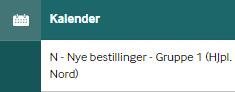 Kalender
N - Nye bestillinger - Gruppe 1 (Hjpl.
Nord)